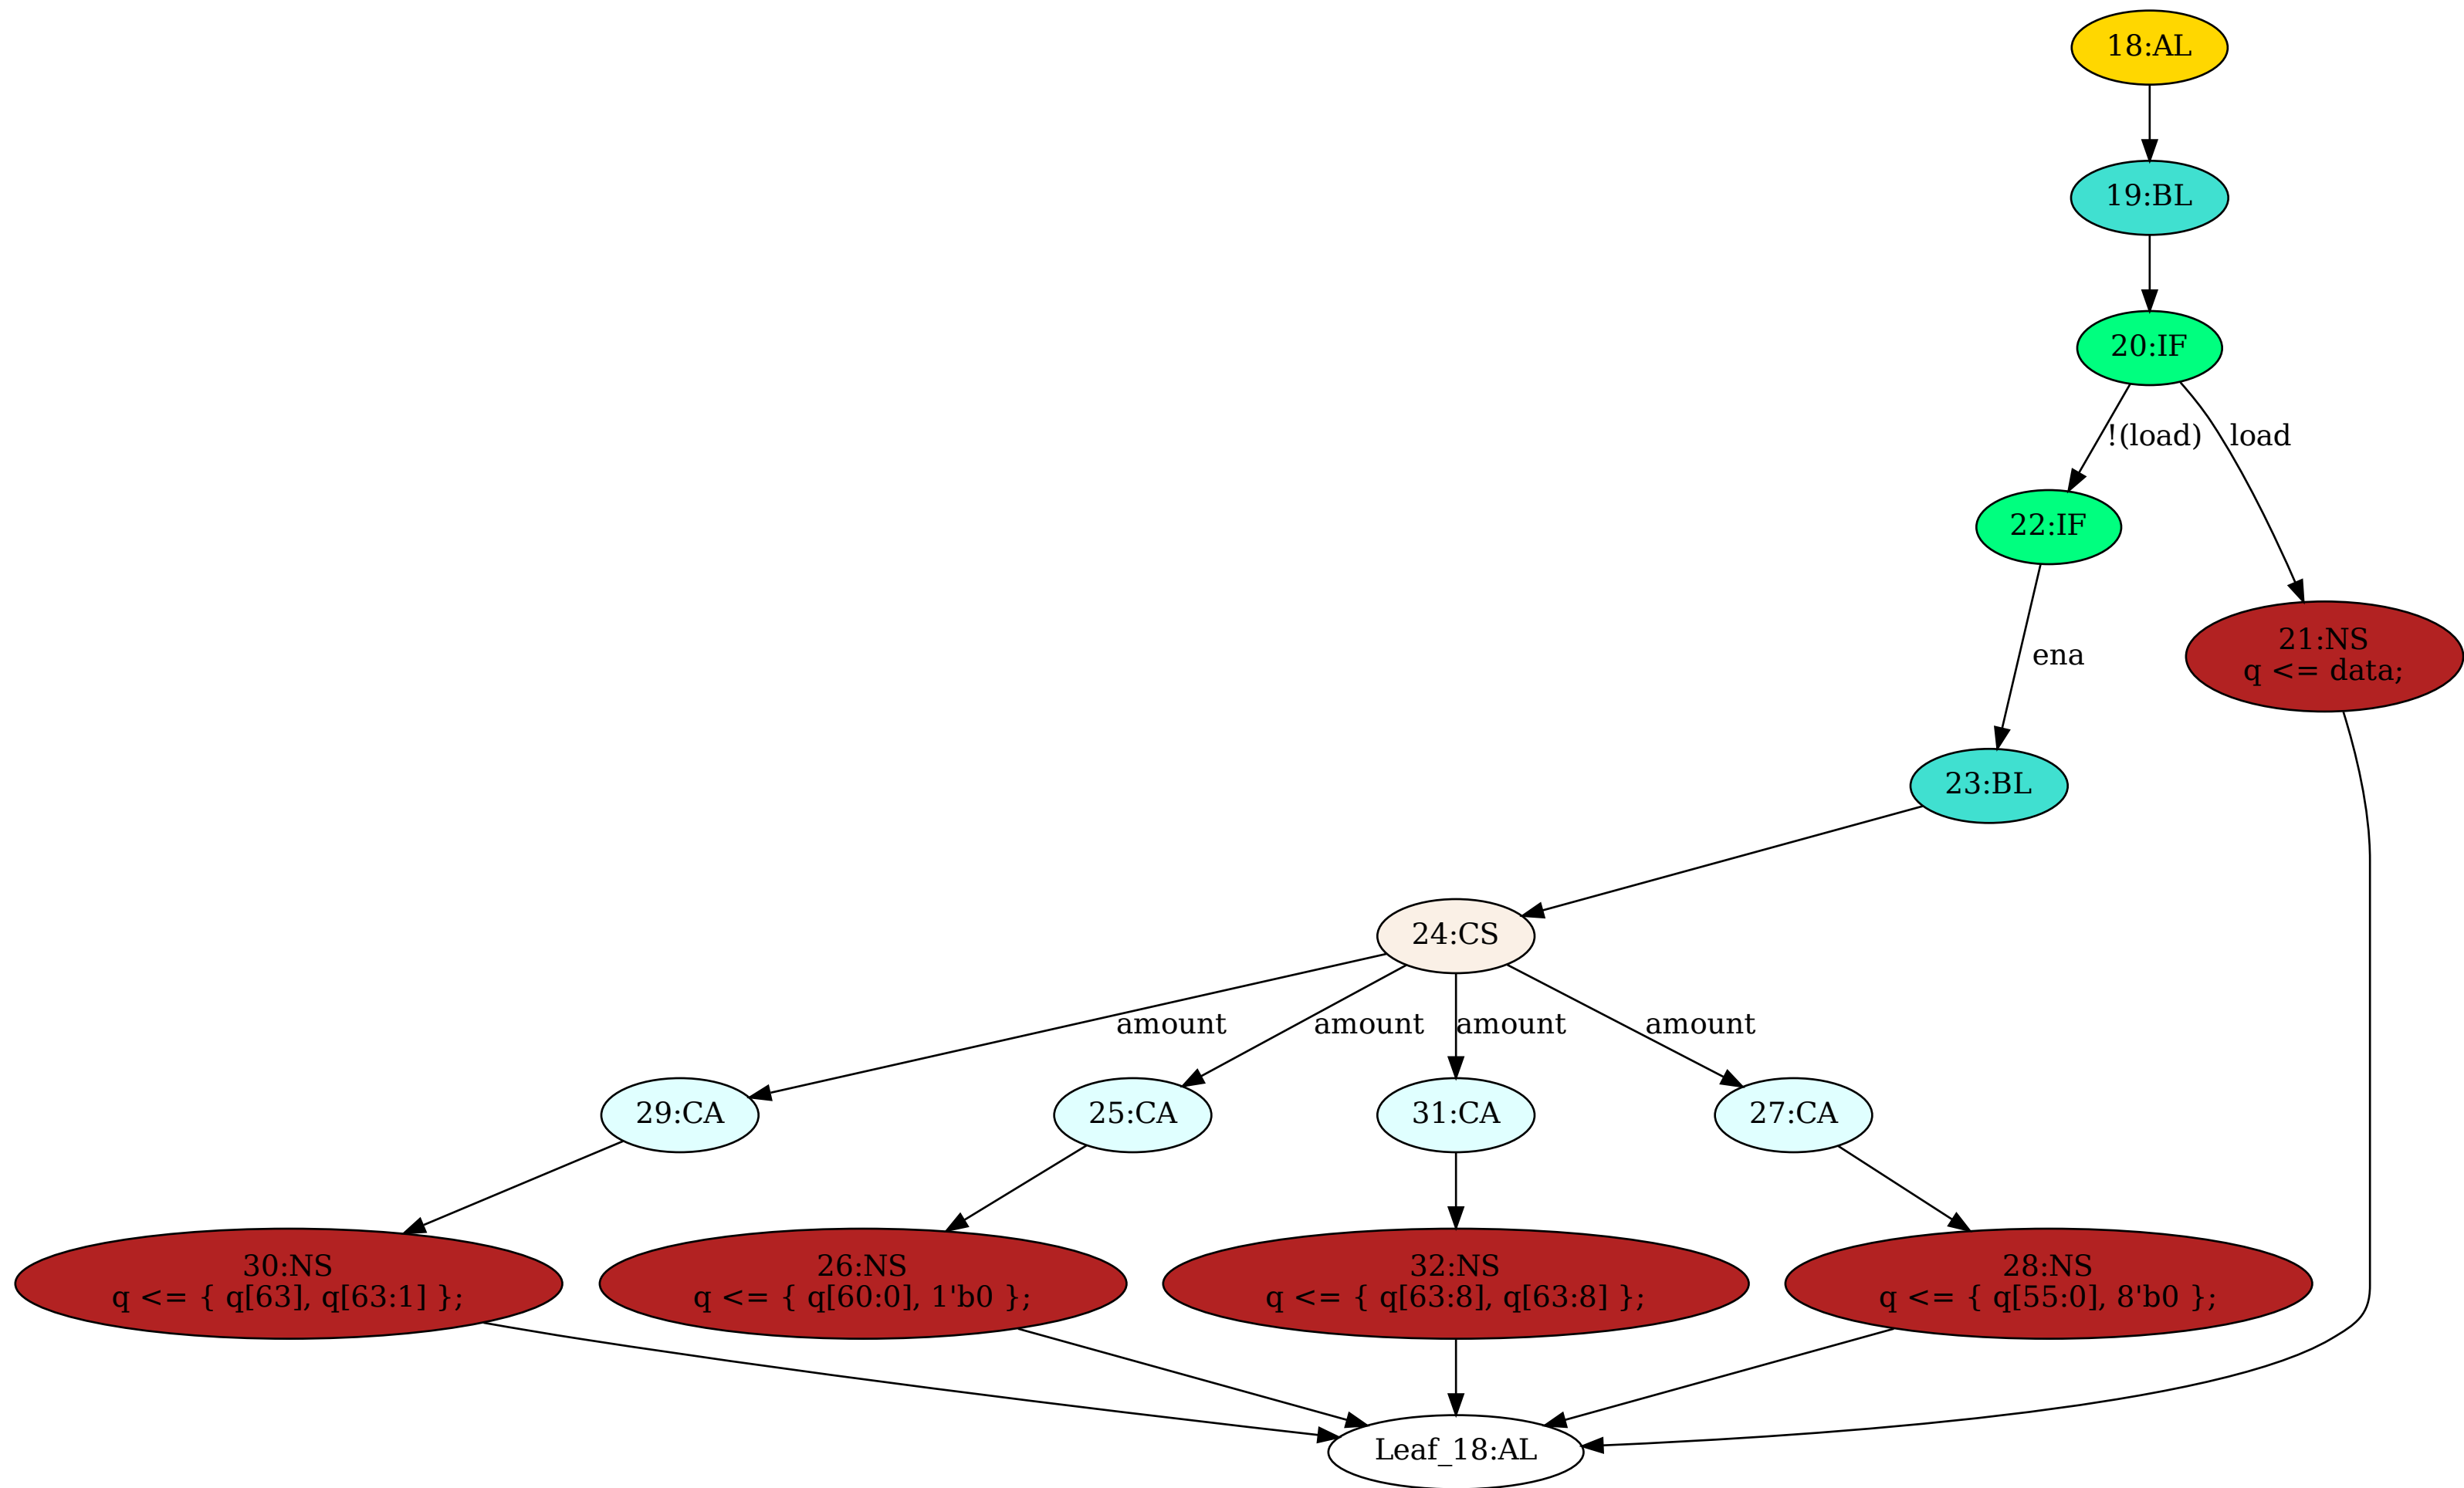 18:AL
19:BL
20:IF
!(load)
load
22:IF
21:NS
q <= data;
ena
23:BL
24:CS
amount
amount
amount
amount
29:CA
25:CA
31:CA
27:CA
30:NS
q <= { q[63], q[63:1] };
26:NS
q <= { q[60:0], 1'b0 };
32:NS
q <= { q[63:8], q[63:8] };
28:NS
q <= { q[55:0], 8'b0 };
Leaf_18:AL